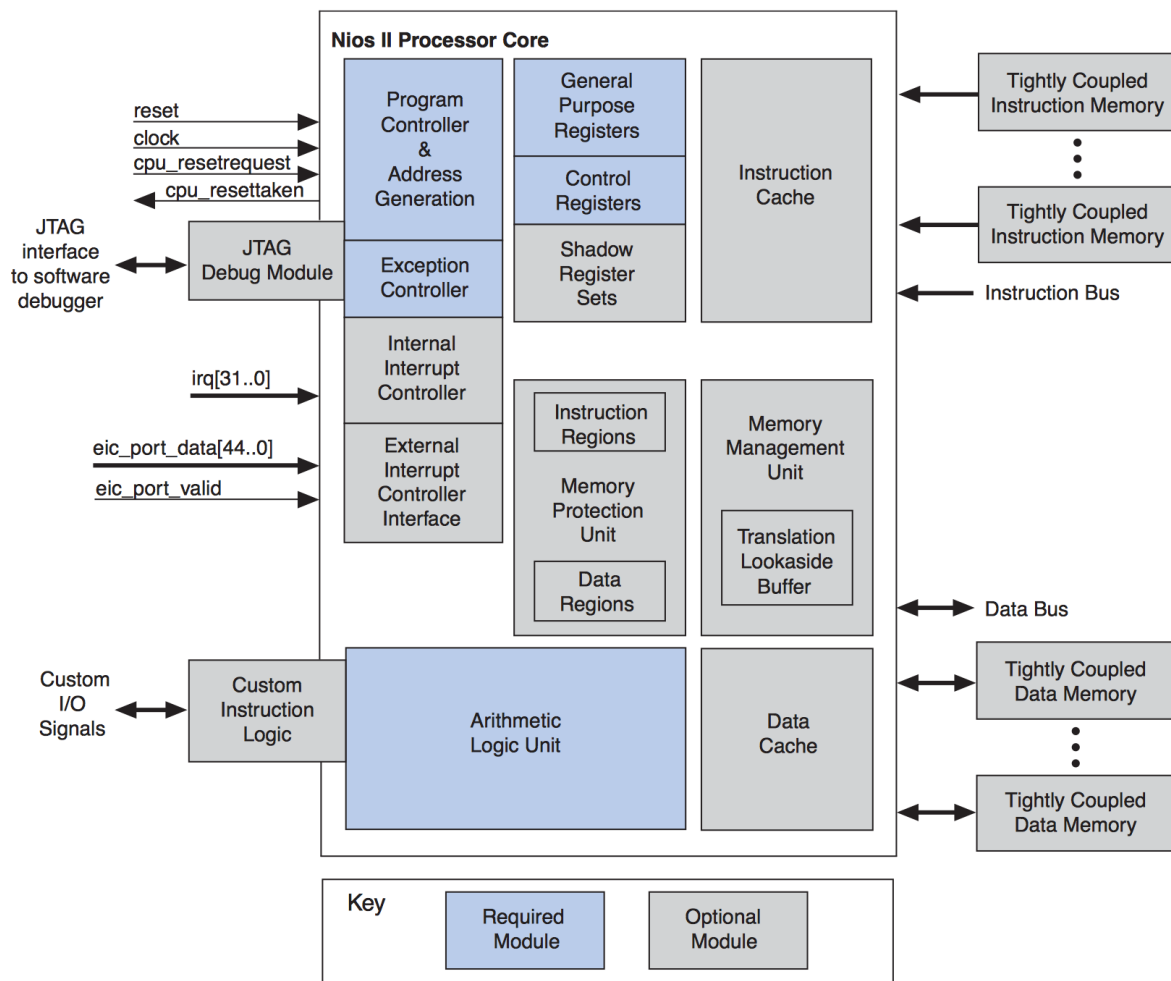 Nios II Processor Core
reset
clock
cpu_resetrequest
cpu_resettaken
JTAG
interface
to software
debugger
JTAG
Debug Module
irq[31..0]
eic_port_data[44..0]
eic_port_valid
Custom
I/O
Signals
Custom
Instruction
Logic
Program
Controller
&
Address
Generation
Exception
Controller
Internal
Interrupt
Controller
External
Interrupt
Controller
Interface
General
Purpose
Registers
Control
Registers
Shadow
Register
Sets
Instruction
Cache
Instruction
Regions
Memory
Protection
Unit
Data
Regions
Memory
Management
Unit
Translation
Lookaside
Buffer
Arithmetic
Logic Unit
Data
Cache
Tightly Coupled
Instruction Memory
Tightly Coupled
Instruction Memory
Instruction Bus
Data Bus
Tightly Coupled
Data Memory
Tightly Coupled
Data Memory
Key
Required
Module
Optional
Module